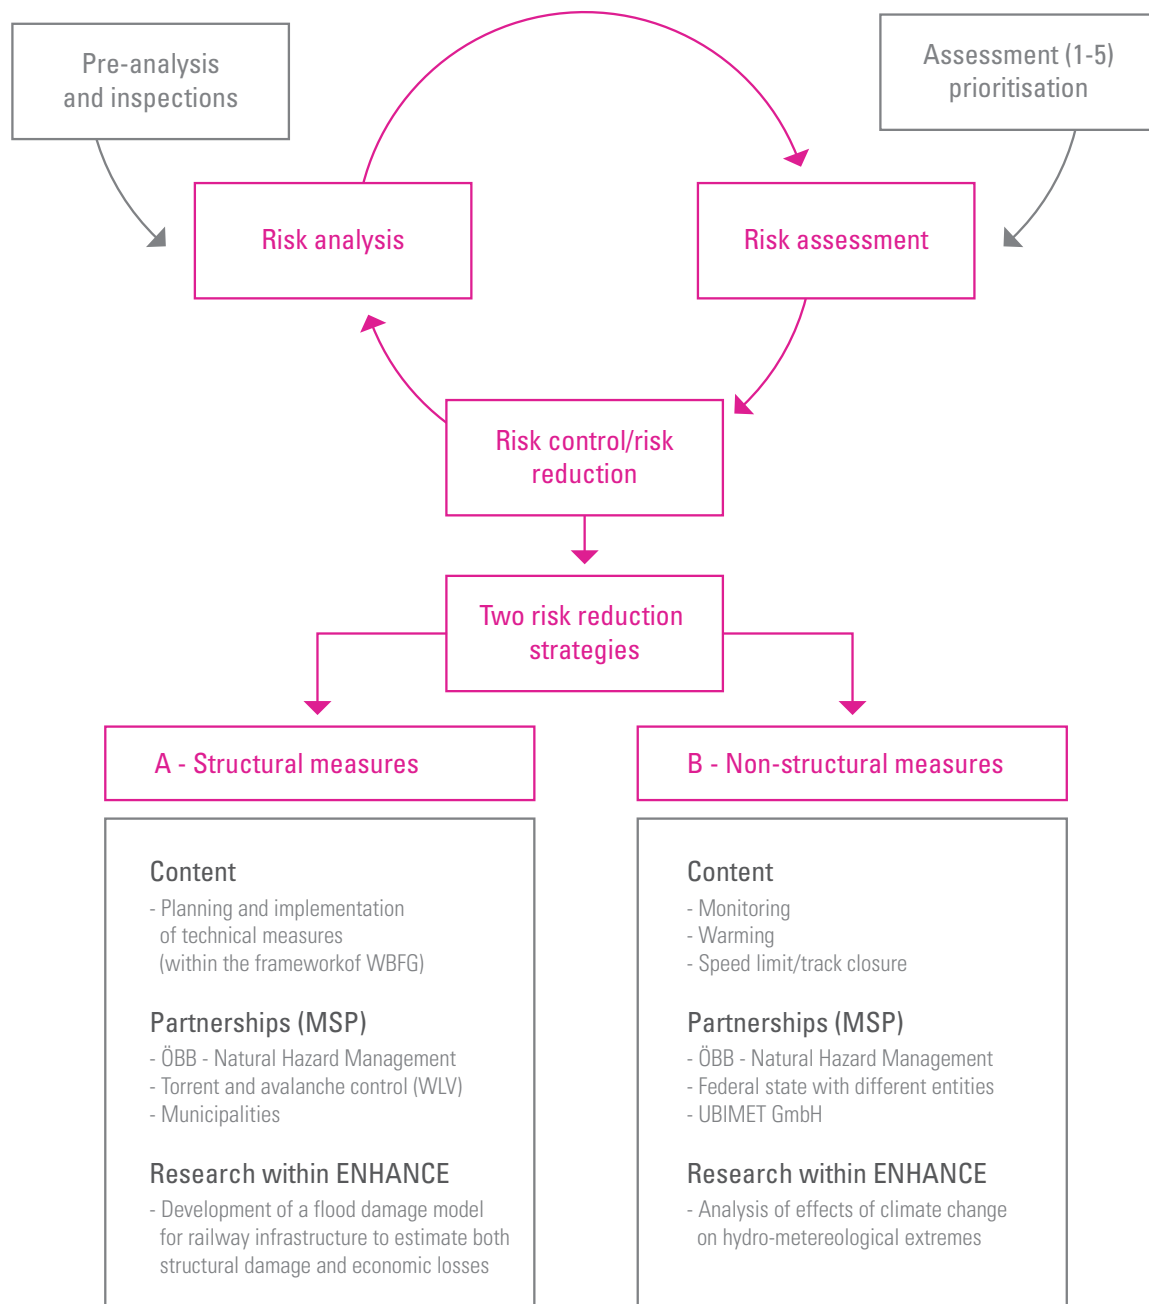 Pre-analysis
and inspections
Assessment (1-5)
prioritisation
Risk analysis
Risk assessment
Risk control/risk
reduction
Two risk reduction
strategies
A - Structural measures
Content
- Planning and implementation
of technical measures
(within the frameworkof WBFG)
Partnerships (MSP)
- ÖBB - Natural Hazard Management
- Torrent and avalanche control (WLV)
- Municipalities
Research within ENHANCE
- Development of a flood damage model
for railway infrastructure to estimate both
structural damage and economic losses
B - Non-structural measures
Content
- Monitoring
- Warming
- Speed limit/track closure
Partnerships (MSP)
- ÖBB - Natural Hazard Management
- Federal state with different entities
- UBIMET GmbH
Research within ENHANCE
- Analysis of effects of climate change
on hydro-metereological extremes